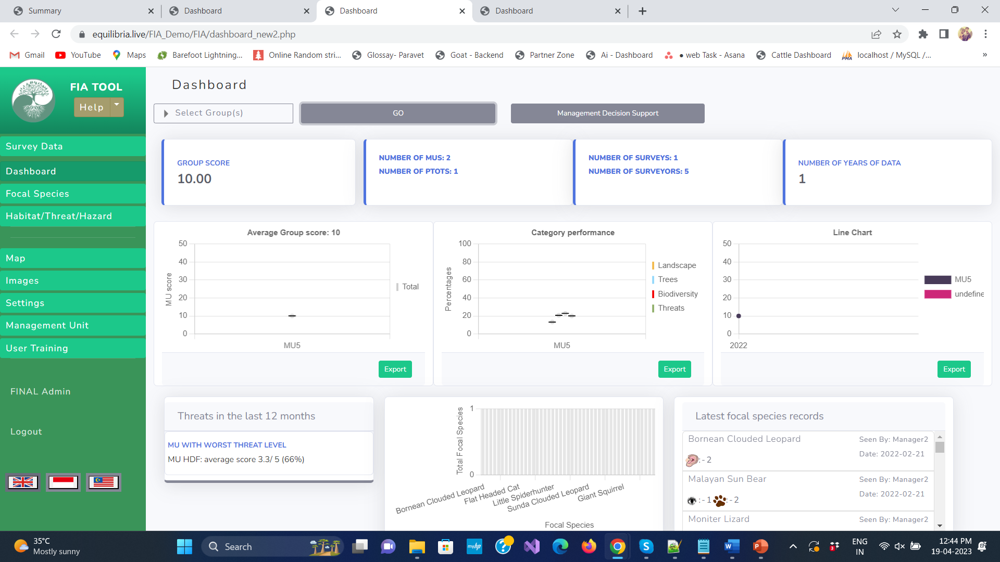 Summary
Dashboard
Dashboard
Dashboard
equilibria.live/FIA_Demo/FIA/dashboard_new2.php
Gmail
YouTube
Maps
Barefoot Lightning...
Online Random stri...
Glossay- Paravet
Goat - Backend
Partner Zone
Ai - Dashboard
● web Task - Asana
Cattle Dashboard
PMA
localhost / MySQL /...
»
FIA TOOL
Help
Survey Data
Dashboard
Focal Species
Habitat/Threat/Hazard
Map
Images
Settings
Management Unit
User Training
FINAL Admin
Logout
Dashboard
Select Group(s)
GO
Management Decision Support
GROUP SCORE
10.00
NUMBER OF MUS: 2
NUMBER OF PTOTS: 1
NUMBER OF SURVEYS: 1
NUMBER OF SURVEYORS: 5
NUMBER OF YEARS OF DATA
1
Average Group score: 10
MU score
50
40
30
20
10
0
MU5
Total
Export
Category performance
Percentages
100
80
60
40
20
0
MU5
Landscape
Trees
Biodiversity
Threats
Export
Line Chart
50
40
30
20
10
0
2022
MU5
undefine
Export
Threats in the last 12 months
MU WITH WORST THREAT LEVEL
MU HDF: average score 3.3/ 5 (66%)
Total Focal Species
1
0
Bornean Clouded Leopard
Flat Headed Cat
Little Spiderhunter
Sunda Clouded Leopard
Giant Squirrel
Focal Species
Latest focal species records
Bornean Clouded Leopard
Seen By: Manager2
Date: 2022-02-21
:- 2
Malayan Sun Bear
Seen By: Manager2
Date: 2022-02-21
:- 1 :- 2
Moniter Lizard
Seen By: Manager2
35°C
Mostly sunny
Search
myhp
ENG
IN
12:44 PM
19-04-2023